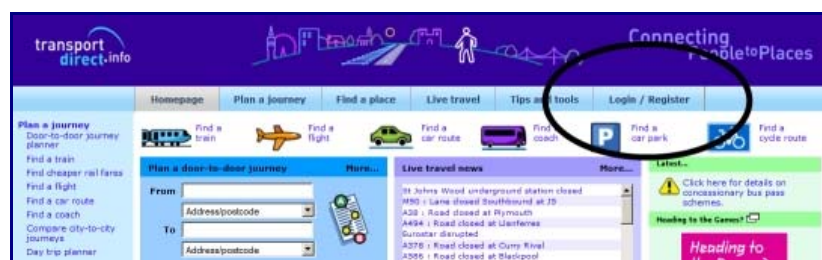 transport
direct.info
Connecting
PeopletoPlaces
Homepage
Plan a journey
Find a place
Live travel
Tips and tools
Login / Register
Plan a journey
Door-to-door journey
planner
Find a train
Find cheaper rail fares
Find a flight
Find a car route
Find a coach
Compare city-to-city
journeys
Day trip planner
Find a
train
Find a
flight
Find a
car route
Find a
coach
P
Find a
car park
Find a
cycle route
Plan a door-to-door journey
More...
From
Address/postcode
To
Address/postcode
Live travel news
More...
St Johns Wood underground station closed
M90 : Lane closed Southbound at J5
A38 : Road closed at Plymouth
A494 : Road closed at Llanferres
Eurostar disrupted
A378 : Road closed at Curry Rivel
A586 : Road closed at Blackpool
Latest...
Click here for details on
concessionary bus pass
schemes.
Heading to the Games?
Heading to